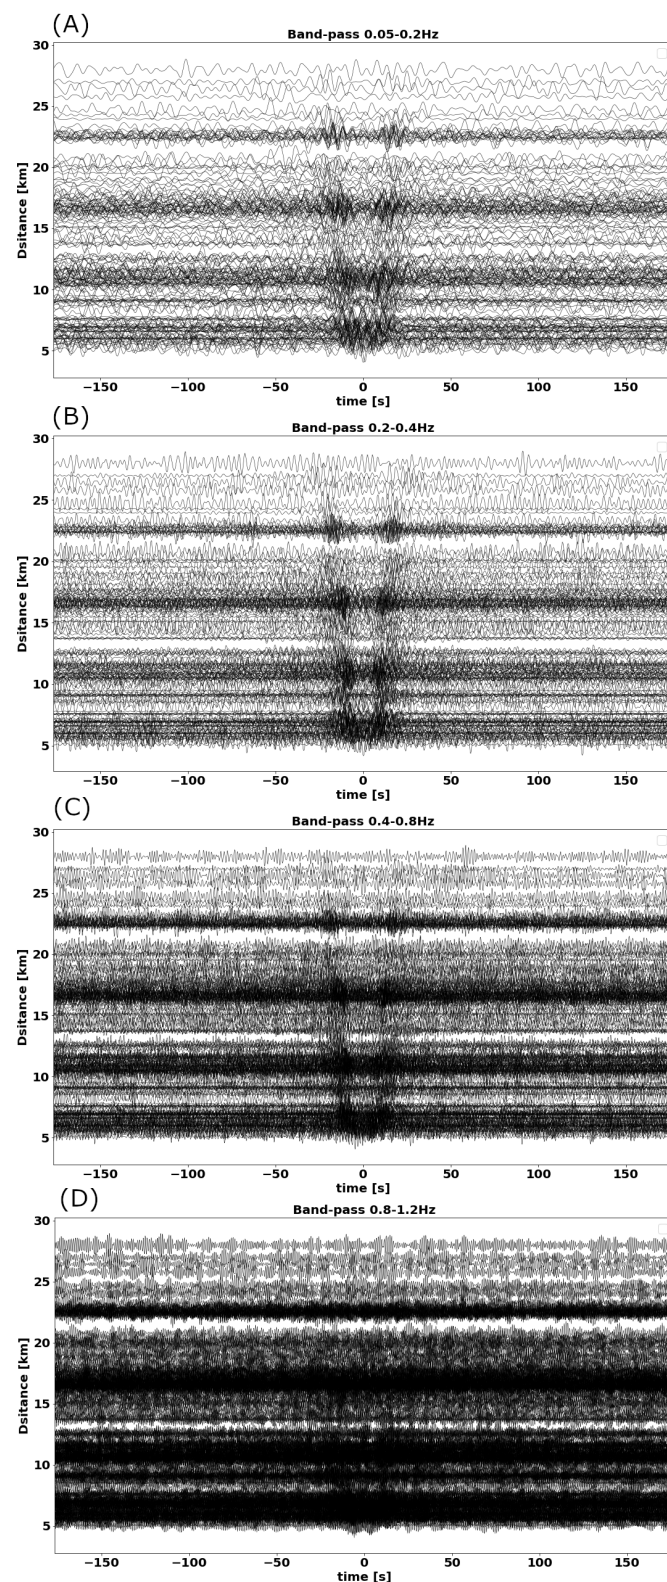 (A)
Band-pass 0.05-0.2Hz
30
25
20
15
10
5
Dsitance [km]
−150 −100 −50 0 50 100 150
time [s]
(B)
Band-pass 0.2-0.4Hz
30
25
20
15
10
5
Dsitance [km]
−150 −100 −50 0 50 100 150
time [s]
(C)
Band-pass 0.4-0.8Hz
30
25
20
15
10
5
Dsitance [km]
−150 −100 −50 0 50 100 150
time [s]
(D)
Band-pass 0.8-1.2Hz
30
25
20
15
10
5
Dsitance [km]
−150 −100 −50 0 50 100 150
time [s]